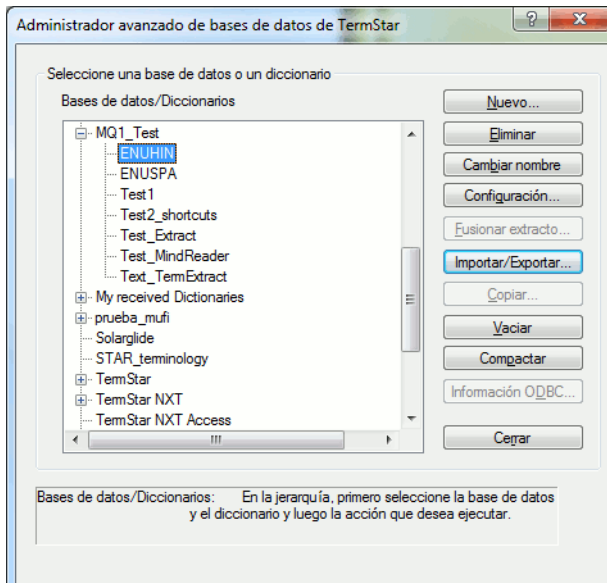 Administrador avanzado de bases de datos de TermStar
Seleccione una base de datos o un diccionario
Bases de datos/Diccionarios
MQ1_Test
ENUHIN
ENUSPA
Test1
Test2_shortcuts
Test_Extract
Test_MindReader
Text_TermExtract
My received Dictionaries
prueba_mufi
Solarglide
STAR_terminology
TermStar
TermStar NXT
TermStar NXT Access
Nuevo...
Eliminar
Cambiar nombre
Configuración...
Fusionar extracto...
Importar/Exportar...
Copiar...
Vaciar
Compactar
Información ODBC...
Cerrar
Bases de datos/Diccionarios: En la jerarquía, primero seleccione la base de datos
y el diccionario y luego la acción que desea ejecutar.